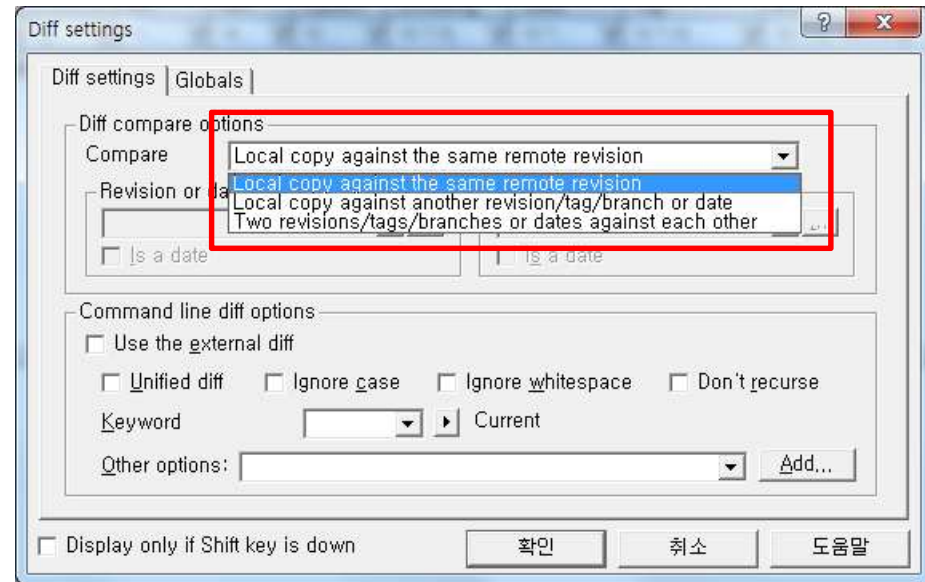 Diff settings
Diff settings Globals
Diff compare options
Compare Local copy against the same remote revision
Local copy against the same remote revision
Revision or da
Local copy against another revision/tag/branch or date
Two revisions/tags/branches or dates against each other
Is a date Is a date
Command line diff options
Use the external diff
Unified diff Ignore case Ignore whitespace Don't recurse
Keyword Current
Other options: Add...
Display only if Shift key is down 확인 취소 도움말